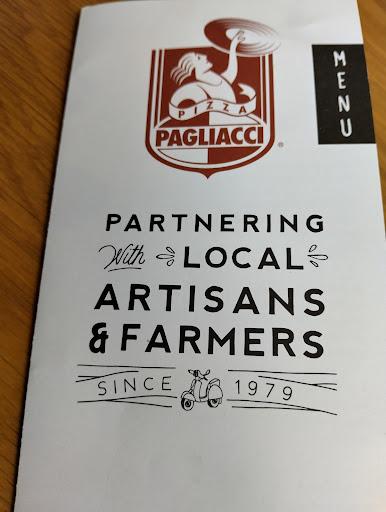 MENU
PIZZA
PAGLIACCI
®
PARTNERING
With LOCAL
ARTISANS
& FARMERS
SINCE 1979